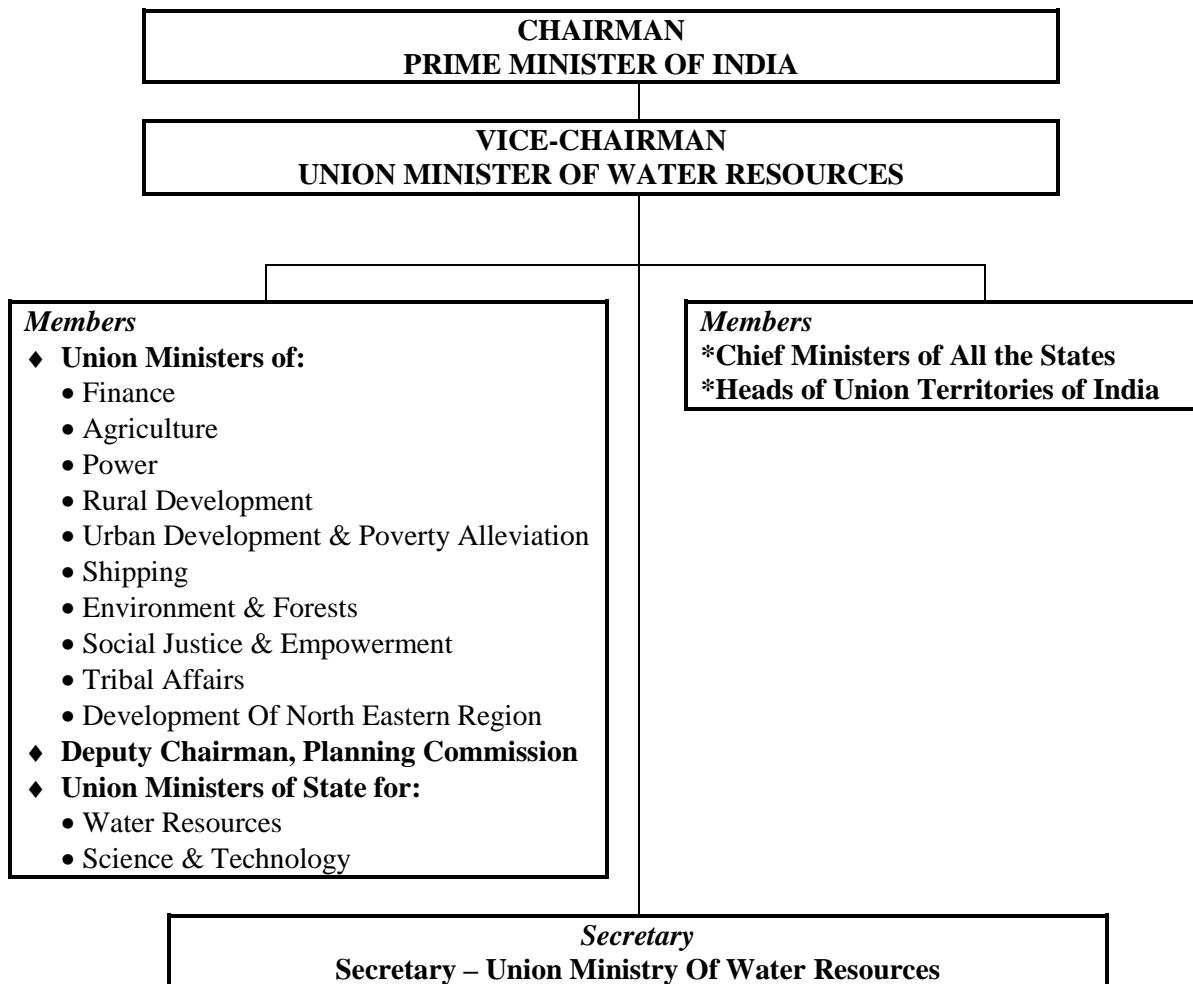 CHAIRMAN
PRIME MINISTER OF INDIA
VICE-CHAIRMAN
UNION MINISTER OF WATER RESOURCES
Members
♦ Union Ministers of:
• Finance
• Agriculture
• Power
• Rural Development
• Urban Development & Poverty Alleviation
• Shipping
• Environment & Forests
• Social Justice & Empowerment
• Tribal Affairs
• Development Of North Eastern Region
♦ Deputy Chairman, Planning Commission
♦ Union Ministers of State for:
• Water Resources
• Science & Technology
Members
*Chief Ministers of All the States
*Heads of Union Territories of India
Secretary
Secretary – Union Ministry Of Water Resources